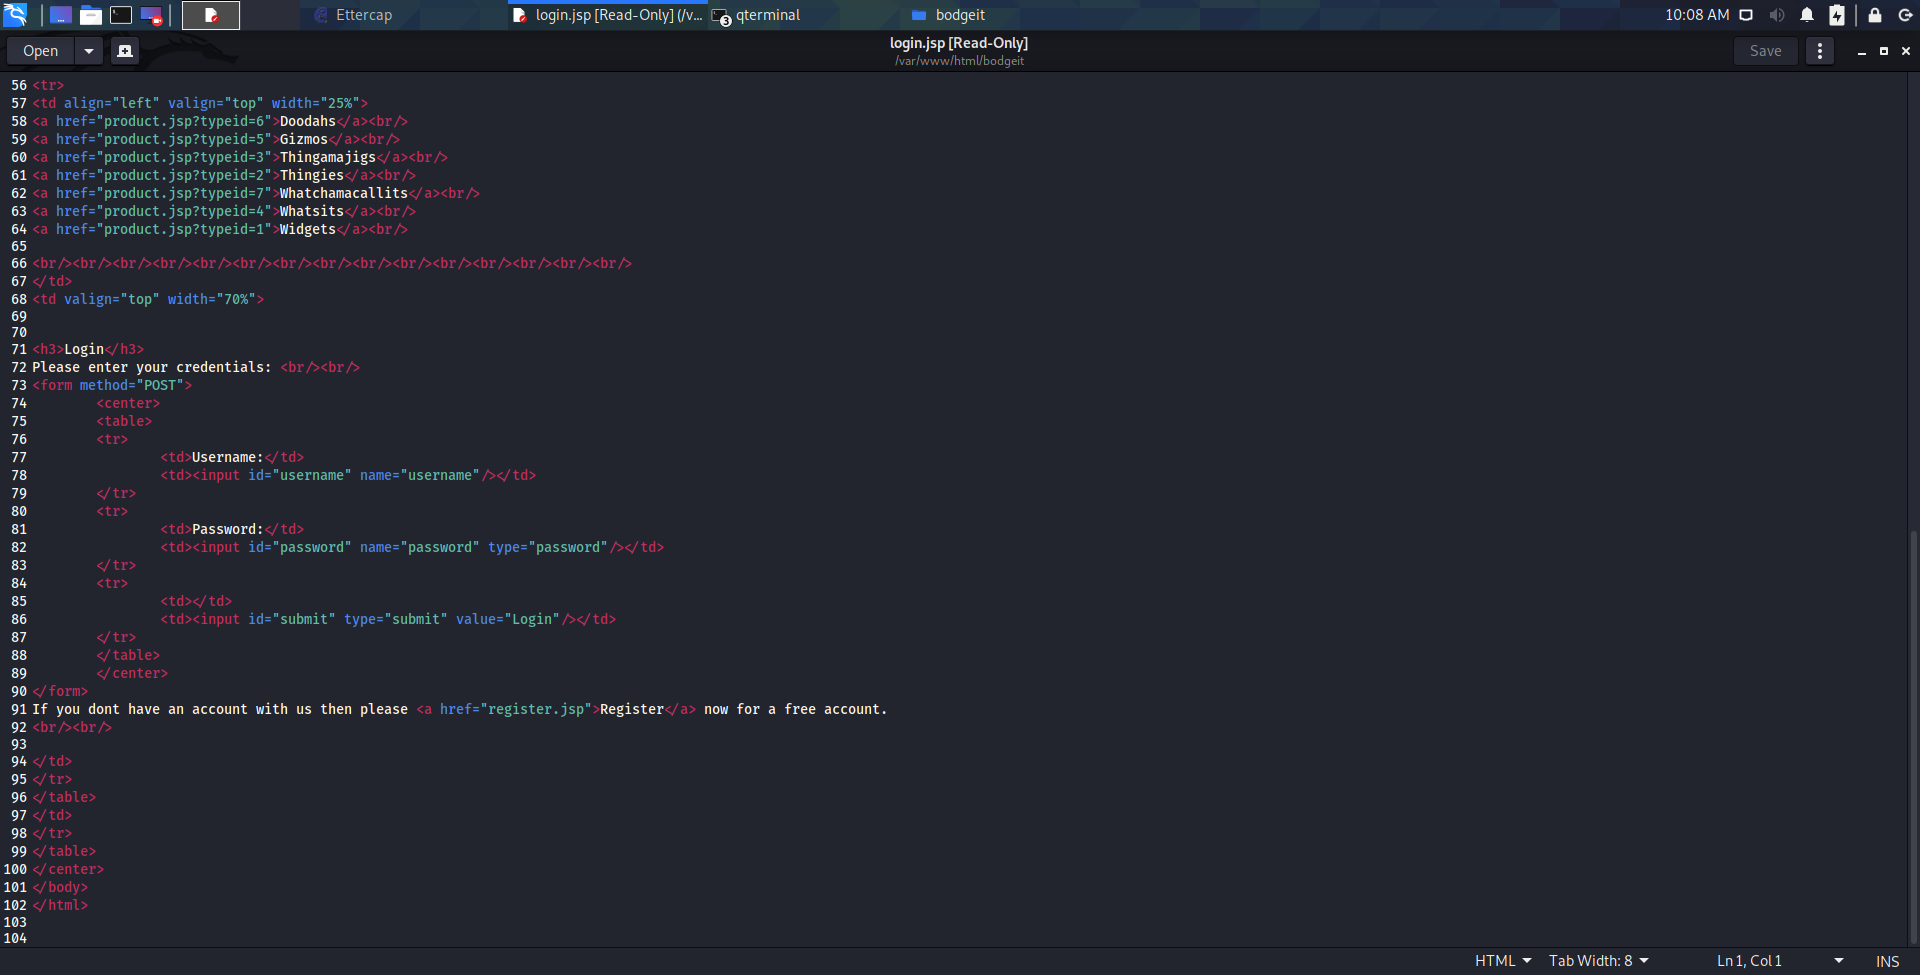 Ettercap
login.jsp [Read-Only] (/v...
3 qterminal
bodgeit
10:08 AM
Open
login.jsp [Read-Only]
/var/www/html/bodgeit
Save
56 <tr>
57 <td align="left" valign="top" width="25%">
58 <a href="product.jsp?typeid=6">Doodahs</a><br/>
59 <a href="product.jsp?typeid=5">Gizmos</a><br/>
60 <a href="product.jsp?typeid=3">Thingamajigs</a><br/>
61 <a href="product.jsp?typeid=2">Thingies</a><br/>
62 <a href="product.jsp?typeid=7">Whatchamacallits</a><br/>
63 <a href="product.jsp?typeid=4">Whatsits</a><br/>
64 <a href="product.jsp?typeid=1">Widgets</a><br/>
65
66 <br/><br/><br/><br/><br/><br/><br/><br/><br/><br/><br/><br/><br/><br/><br/>
67 </td>
68 <td valign="top" width="70%">
69
70
71 <h3>Login</h3>
72 Please enter your credentials: <br/><br/>
73 <form method="POST">
74 <center>
75 <table>
76 <tr>
77 <td>Username:</td>
78 <td><input id="username" name="username"/></td>
79 </tr>
80 <tr>
81 <td>Password:</td>
82 <td><input id="password" name="password" type="password"/></td>
83 </tr>
84 <tr>
85 <td></td>
86 <td><input id="submit" type="submit" value="Login"/></td>
87 </tr>
88 </table>
89 </center>
90 </form>
91 If you dont have an account with us then please <a href="register.jsp">Register</a> now for a free account.
92 <br/><br/>
93
94 </td>
95 </tr>
96 </table>
97 </td>
98 </tr>
99 </table>
100 </center>
101 </body>
102 </html>
103
104
HTML Tab Width: 8 Ln 1, Col 1 INS